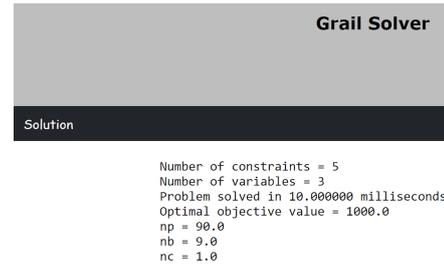 Grail Solver
Solution
Number of constraints = 5
Number of variables = 3
Problem solved in 10.000000 milliseconds
Optimal objective value = 1000.0
np = 90.0
nb = 9.0
nc = 1.0